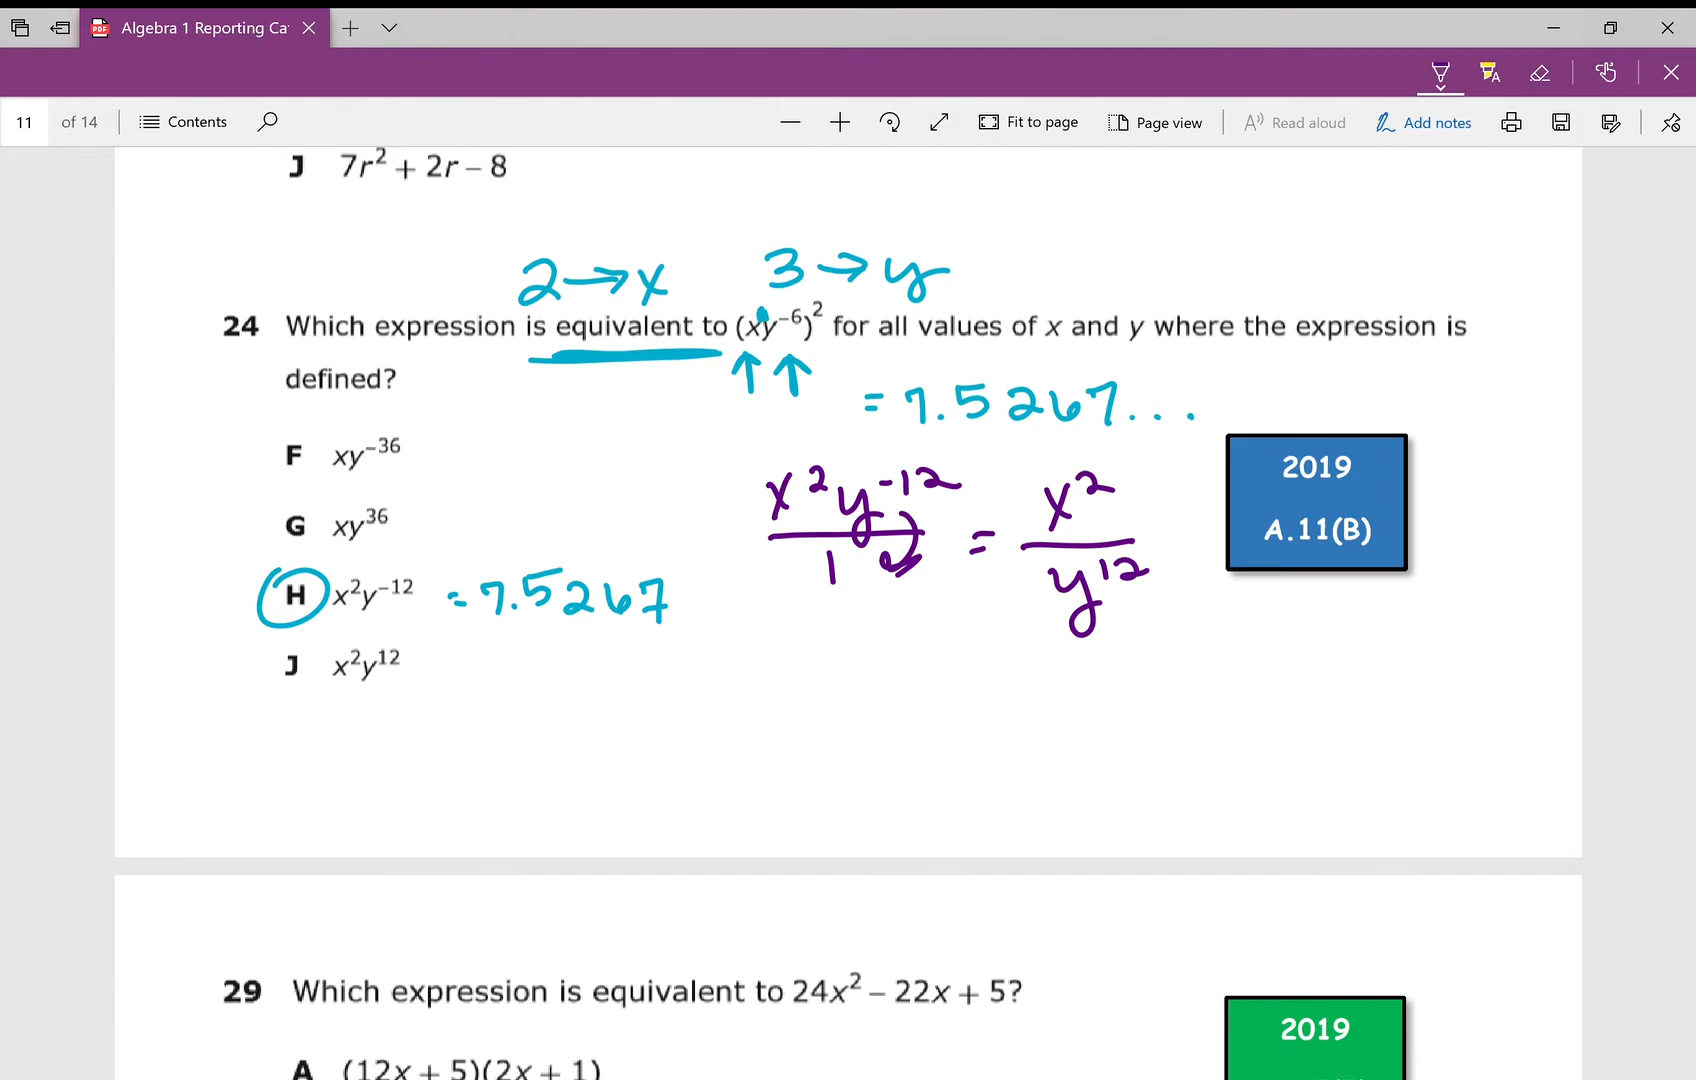 Algebra 1 Reporting Ca
11 of 14 Contents Fit to page Page view Read aloud Add notes
J 7r² + 2r – 8
2 → x 3 → y
24 Which expression is equivalent to (xy⁻⁶)² for all values of x and y where the expression is
defined?
= 7.5267...
F xy⁻³⁶
2019
A.11(B)
G xy³⁶
x²y⁻¹² / 1 = x² / y¹²
H x²y⁻¹² = 7.5267
J x²y¹²
29 Which expression is equivalent to 24x² – 22x + 5?
2019
A (12x + 5)(2x + 1)